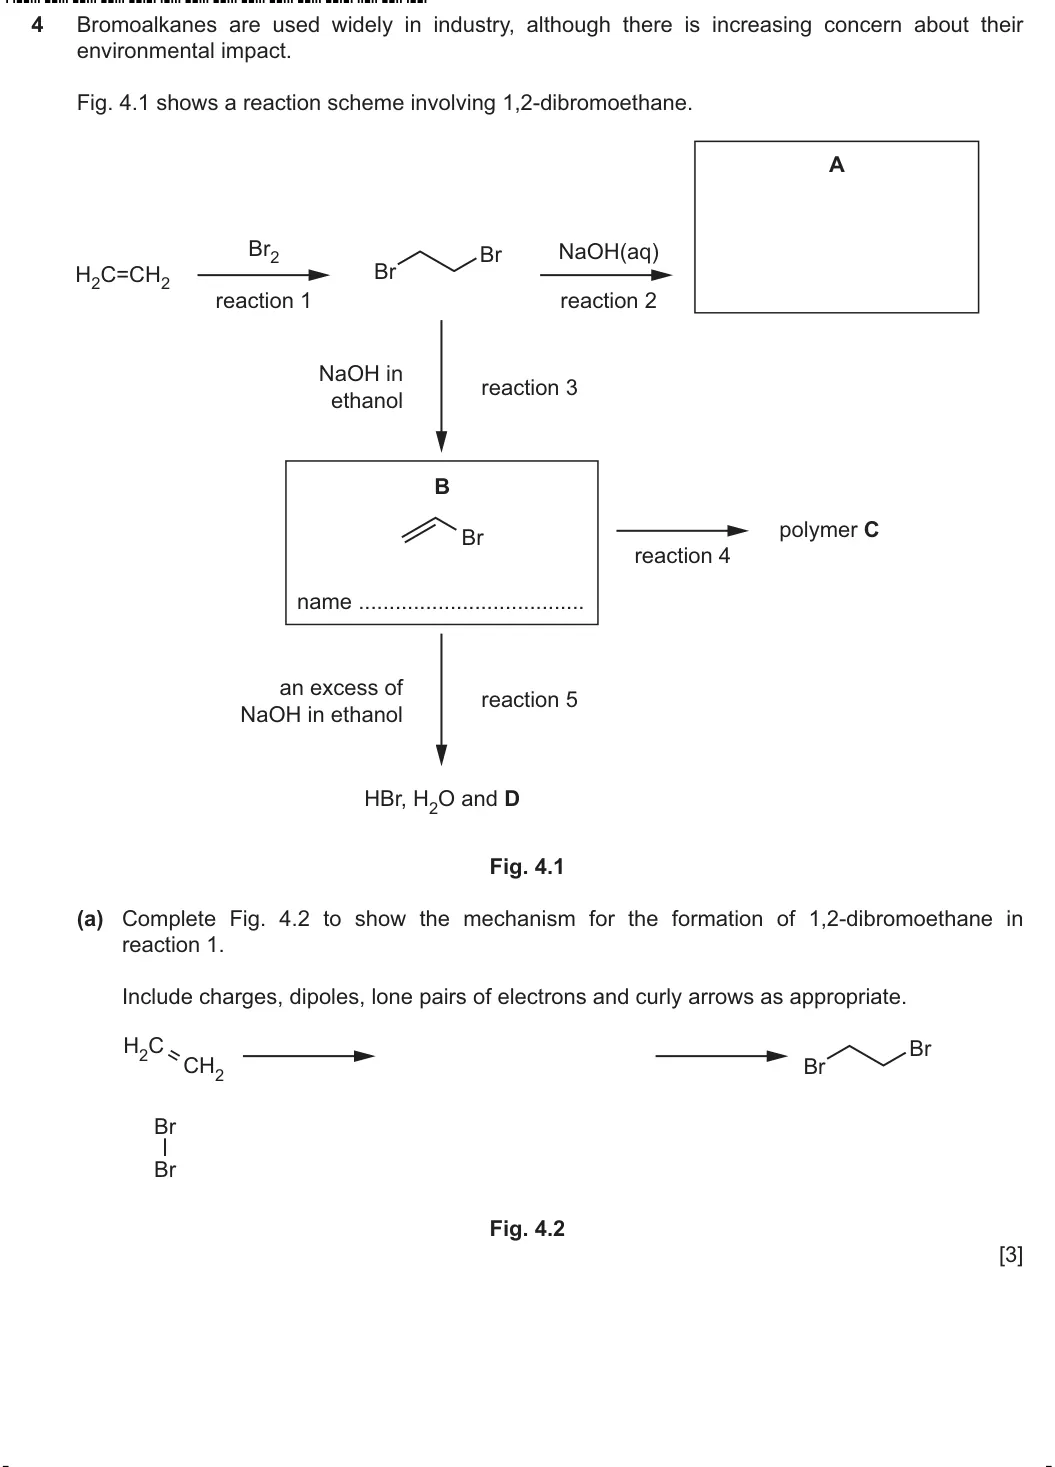 4 Bromoalkanes are used widely in industry, although there is increasing concern about their
environmental impact.
Fig. 4.1 shows a reaction scheme involving 1,2-dibromoethane.
A
H2C=CH2
Br2
reaction 1
Br
Br
NaOH(aq)
reaction 2
NaOH in
ethanol
reaction 3
B
Br
name .....................................
reaction 4
polymer C
an excess of
NaOH in ethanol
reaction 5
HBr, H2O and D
Fig. 4.1
(a) Complete Fig. 4.2 to show the mechanism for the formation of 1,2-dibromoethane in
reaction 1.
Include charges, dipoles, lone pairs of electrons and curly arrows as appropriate.
H2C
CH2
Br
Br
Br
Br
Fig. 4.2
[3]